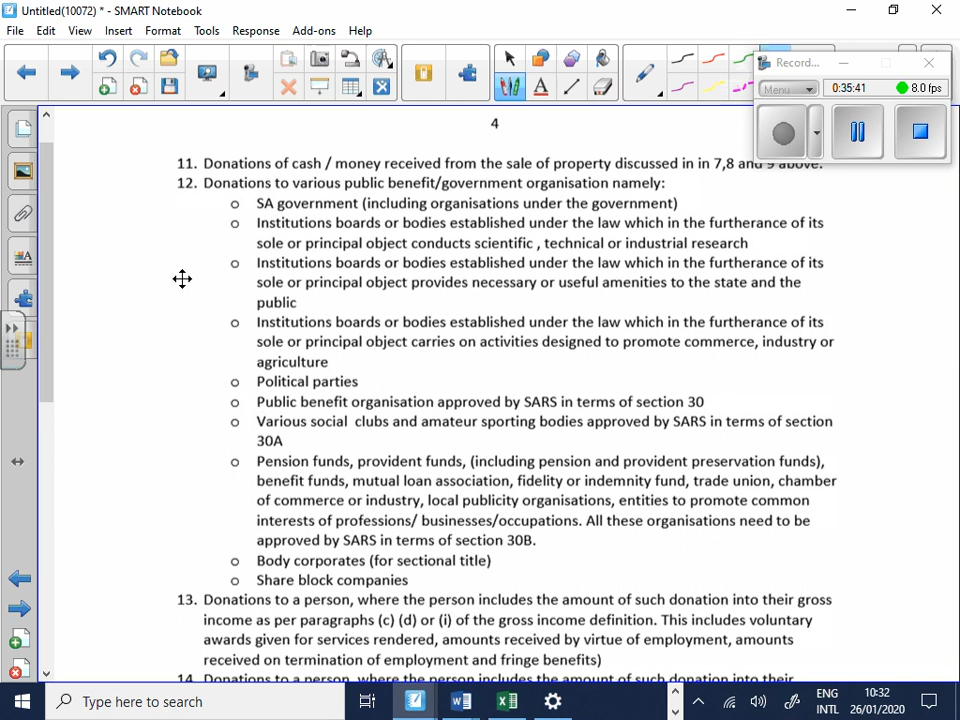 Untitled(10072) * - SMART Notebook
File Edit View Insert Format Tools Response Add-ons Help
Record...
Menu 0:35:41 8.0 fps
4
11. Donations of cash / money received from the sale of property discussed in in 7,8 and 9 above.
12. Donations to various public benefit/government organisation namely:
o SA government (including organisations under the government)
o Institutions boards or bodies established under the law which in the furtherance of its
sole or principal object conducts scientific , technical or industrial research
o Institutions boards or bodies established under the law which in the furtherance of its
sole or principal object provides necessary or useful amenities to the state and the
public
o Institutions boards or bodies established under the law which in the furtherance of its
sole or principal object carries on activities designed to promote commerce, industry or
agriculture
o Political parties
o Public benefit organisation approved by SARS in terms of section 30
o Various social clubs and amateur sporting bodies approved by SARS in terms of section
30A
o Pension funds, provident funds, (including pension and provident preservation funds),
benefit funds, mutual loan association, fidelity or indemnity fund, trade union, chamber
of commerce or industry, local publicity organisations, entities to promote common
interests of professions/ businesses/occupations. All these organisations need to be
approved by SARS in terms of section 30B.
o Body corporates (for sectional title)
o Share block companies
13. Donations to a person, where the person includes the amount of such donation into their gross
income as per paragraphs (c) (d) or (i) of the gross income definition. This includes voluntary
awards given for services rendered, amounts received by virtue of employment, amounts
received on termination of employment and fringe benefits)
14. Donations to a person, where the person includes the amount of such donation into their
Type here to search
ENG
INTL
10:32
26/01/2020